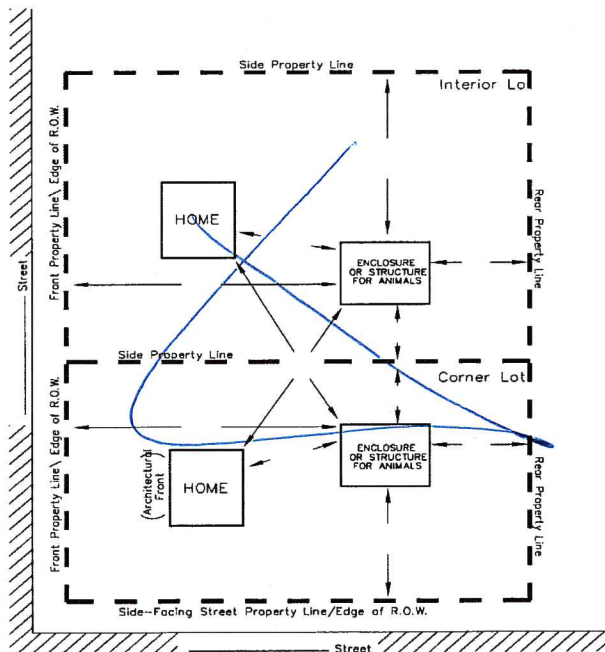 Side Property Line
Interior Lo
Front Property Line\ Edge of R.O.W.
HOME
Rear Property Line
ENCLOSURE
OR STRUCTURE
FOR ANIMALS
Street
Side Property Line
Corner Lot
Front Property Line\ Edge of R.O.W.
(Architectural
Front)
HOME
ENCLOSURE
OR STRUCTURE
FOR ANIMALS
Rear Property Line
Side--Facing Street Property Line/Edge of R.O.W.
Street